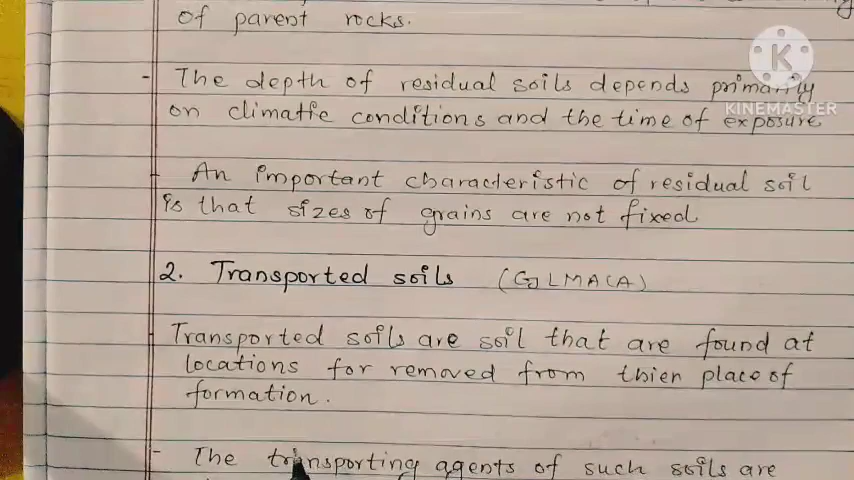 of parent rocks.
- The depth of residual soils depends primarily
on climatic conditions and the time of exposure
KINEMASTER
- An important characteristic of residual soil
is that sizes of grains are not fixed
2. Transported soils (GLMACA)
- Transported soils are soil that are found at
locations for removed from thier place of
formation.
- The transporting agents of such soils are